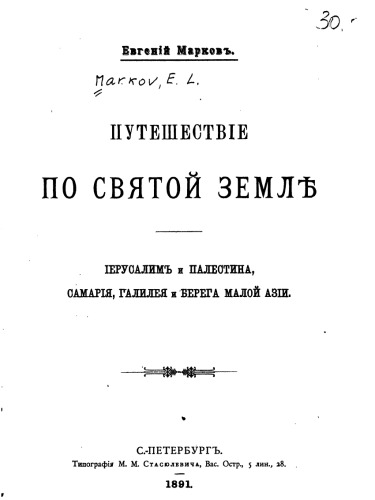 30.-
Евгеній Марковъ.
Markov, E. L.
ПУТЕШЕСТВІЕ
ПО СВЯТОЙ ЗЕМЛѢ
ІЕРУСАЛИМЪ и ПАЛЕСТИНА,
САМАРІЯ, ГАЛИЛЕЯ и БЕРЕГА МАЛОЙ АЗІИ.
С.-ПЕТЕРБУРГЪ.
Типографія М. М. Стасюлевича, Вас. Остр., 5 лин., 28.
1891.